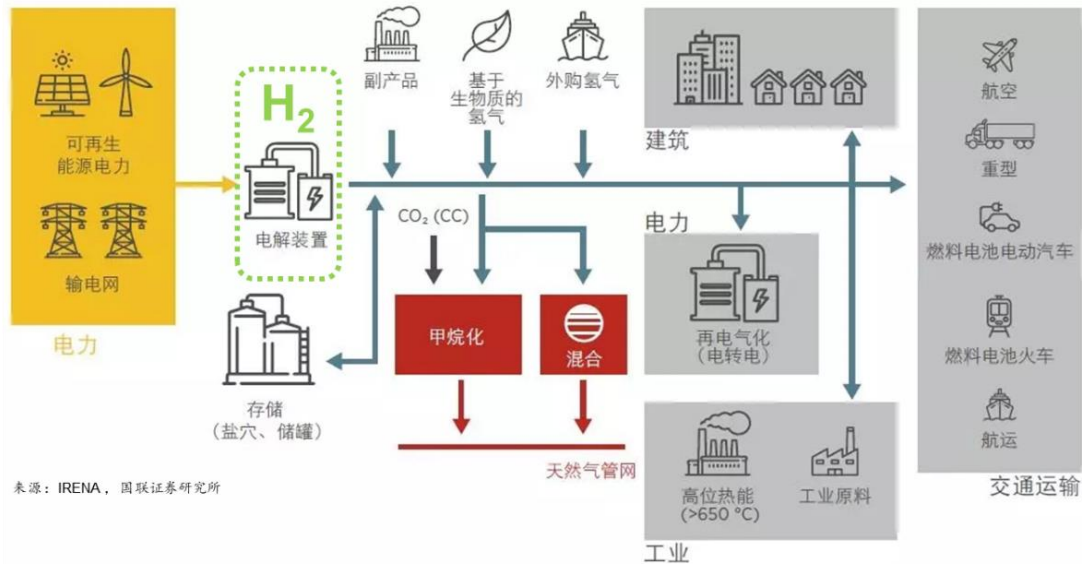 可再生
能源电力
输电网
电力
H₂
电解装置
存储
(盐穴、储罐)
副产品
基于
生物质的
氢气
外购氢气
CO₂ (CC)
甲烷化
混合
天然气管网
建筑
电力
再电气化
(电转电)
高位热能
(>650 °C)
工业原料
工业
航空
重型
燃料电池电动汽车
燃料电池火车
航运
交通运输
来源：IRENA，国联证券研究所